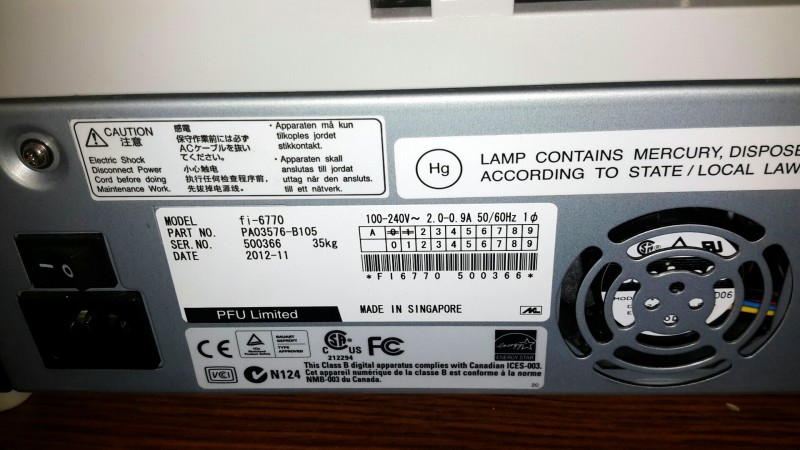 CAUTION
注意
Electric Shock
Disconnect Power
Cord before doing
Maintenance Work.
感電
保守作業前には必ず
ACケーブルを抜い
てください。
小心触电
执行任何检查程序前,
先拔掉电源线。
・Apparaten må kun
tilkoples jordet
stikkontakt.
・Apparaten skall
anslutas till jordat
uttag när den ansluts
till ett nätverk.
Hg
LAMP CONTAINS MERCURY, DISPOSE
ACCORDING TO STATE / LOCAL LAW
MODEL fi-6770
PART NO. PA03576-B105
SER.NO. 500366 35kg
DATE 2012-11
PFU Limited
100-240V～ 2.0-0.9A 50/60Hz 1φ
A 0 1 2 3 4 5 6 7 8 9
0 1 2 3 4 5 6 7 8 9
*FI6770 500366*
MADE IN SINGAPORE
CE
BAUART
GEPRÜFT
TYPE
APPROVED
C US
212294
FC
ENERGY STAR
VCI
N124
This Class B digital apparatus complies with Canadian ICES-003.
Cet appareil numérique de la classe B est conforme à la norme
NMB-003 du Canada.